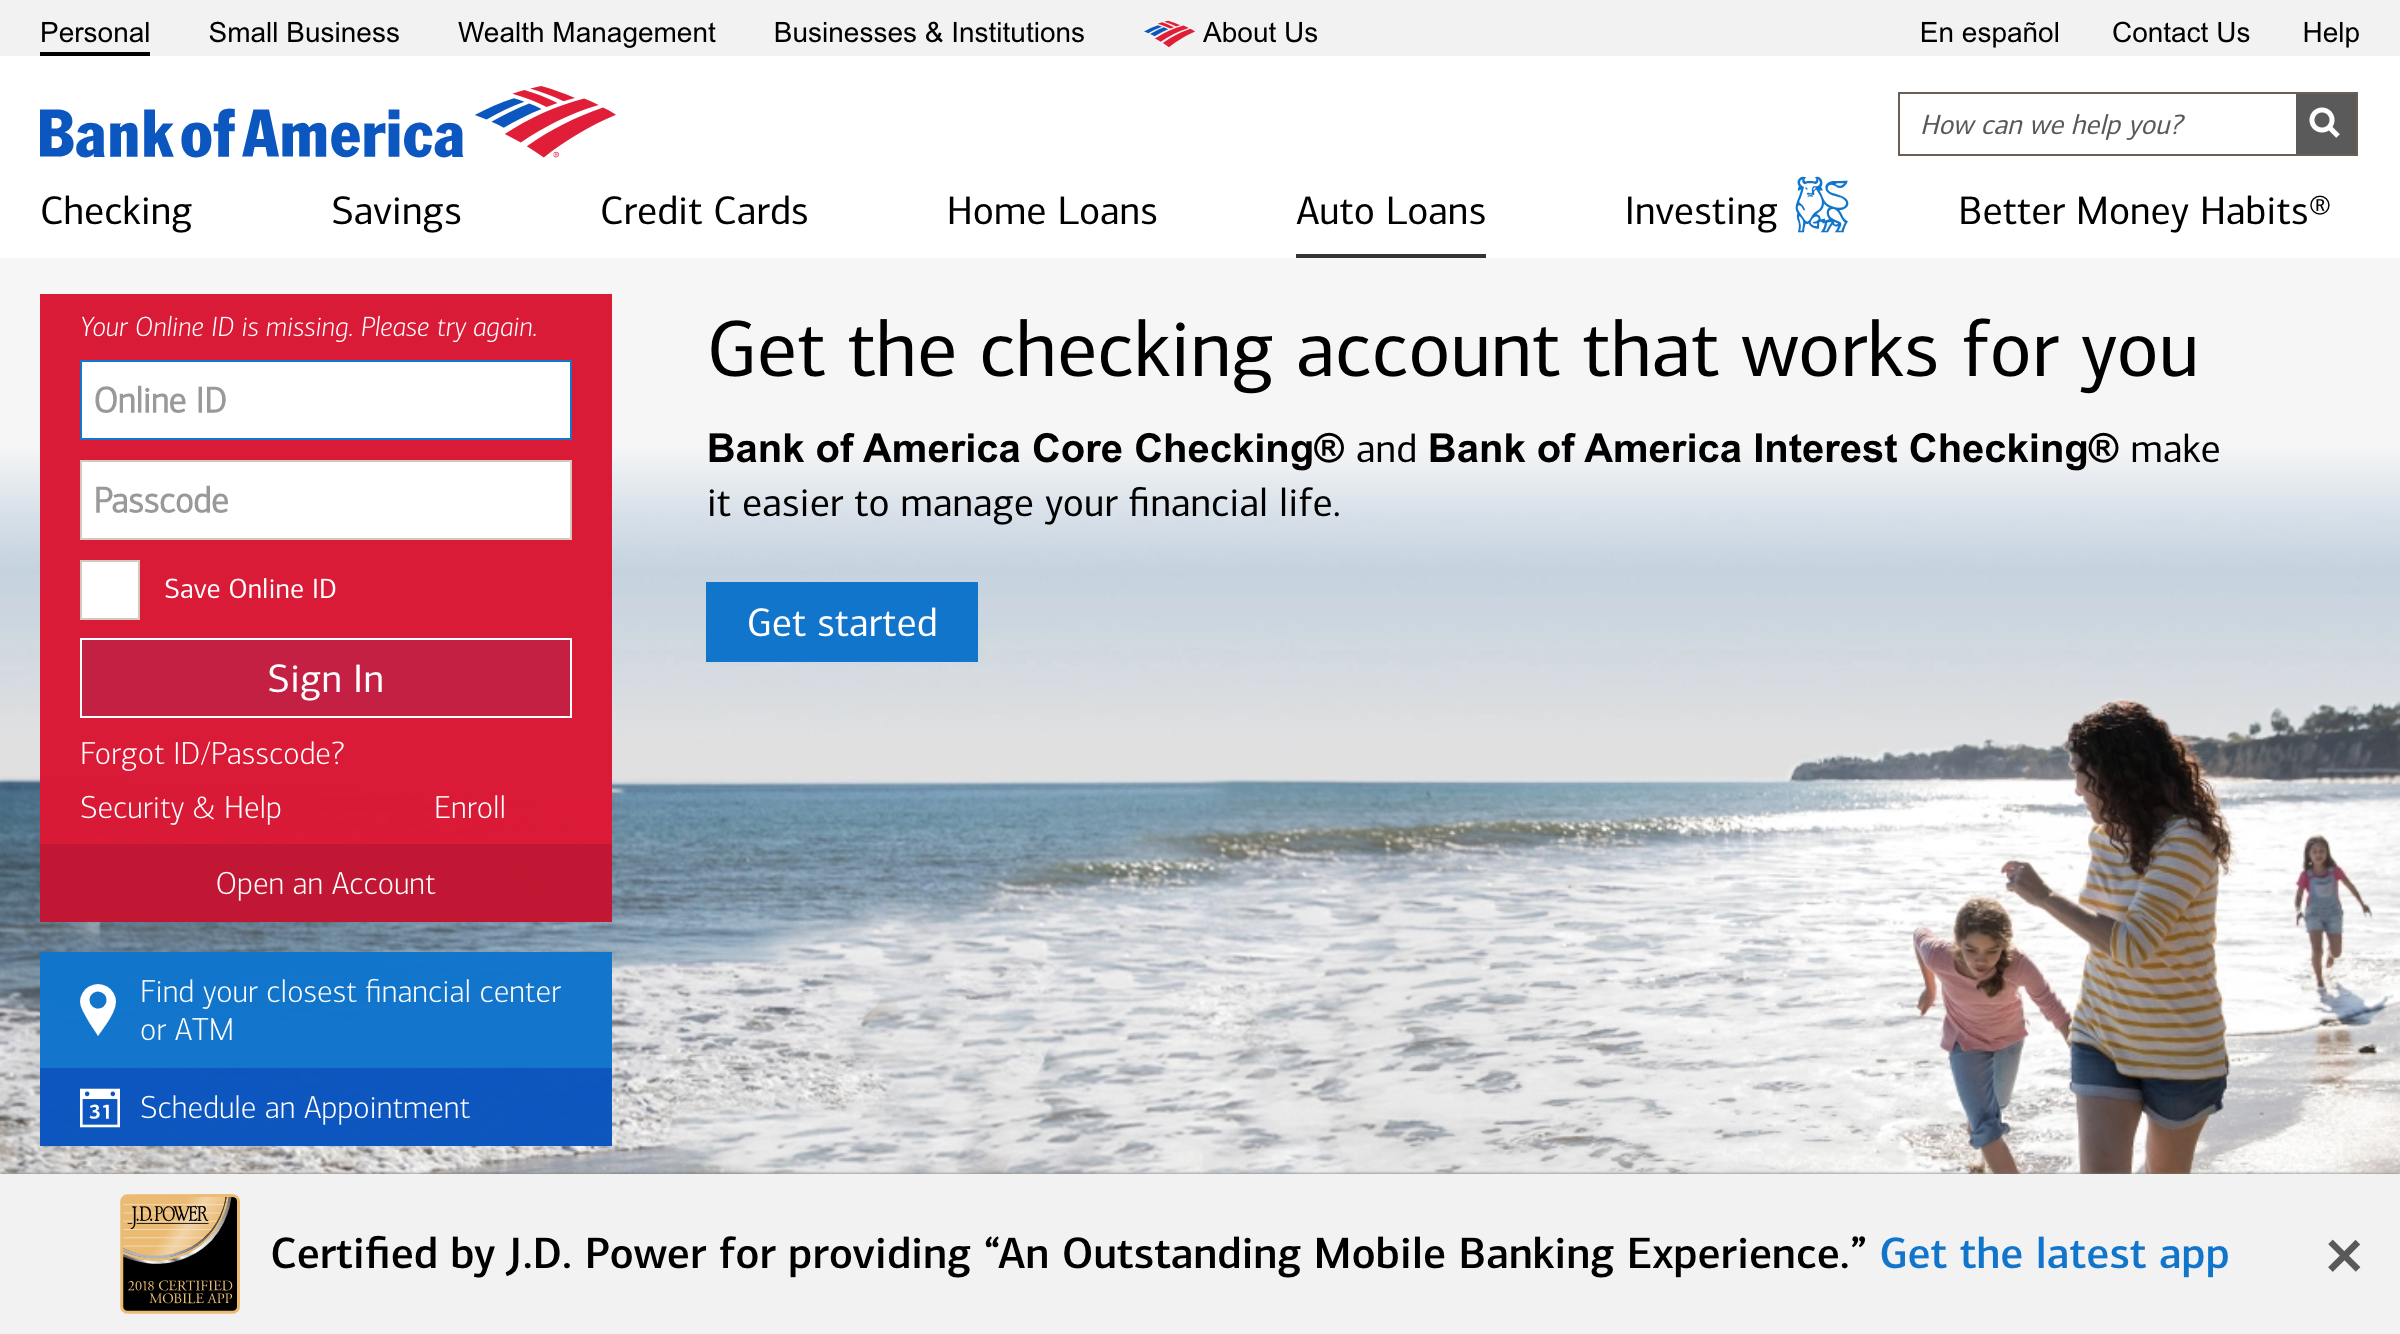 Personal Small Business Wealth Management Businesses & Institutions About Us En español Contact Us Help
Bank of America
How can we help you?
Checking Savings Credit Cards Home Loans Auto Loans Investing Better Money Habits®
Your Online ID is missing. Please try again.
Online ID
Passcode
Save Online ID
Sign In
Forgot ID/Passcode?
Security & Help Enroll
Open an Account
Find your closest financial center
or ATM
31 Schedule an Appointment
Get the checking account that works for you
Bank of America Core Checking® and Bank of America Interest Checking® make
it easier to manage your financial life.
Get started
J.D. POWER
2018 CERTIFIED
MOBILE APP
Certified by J.D. Power for providing “An Outstanding Mobile Banking Experience.” Get the latest app